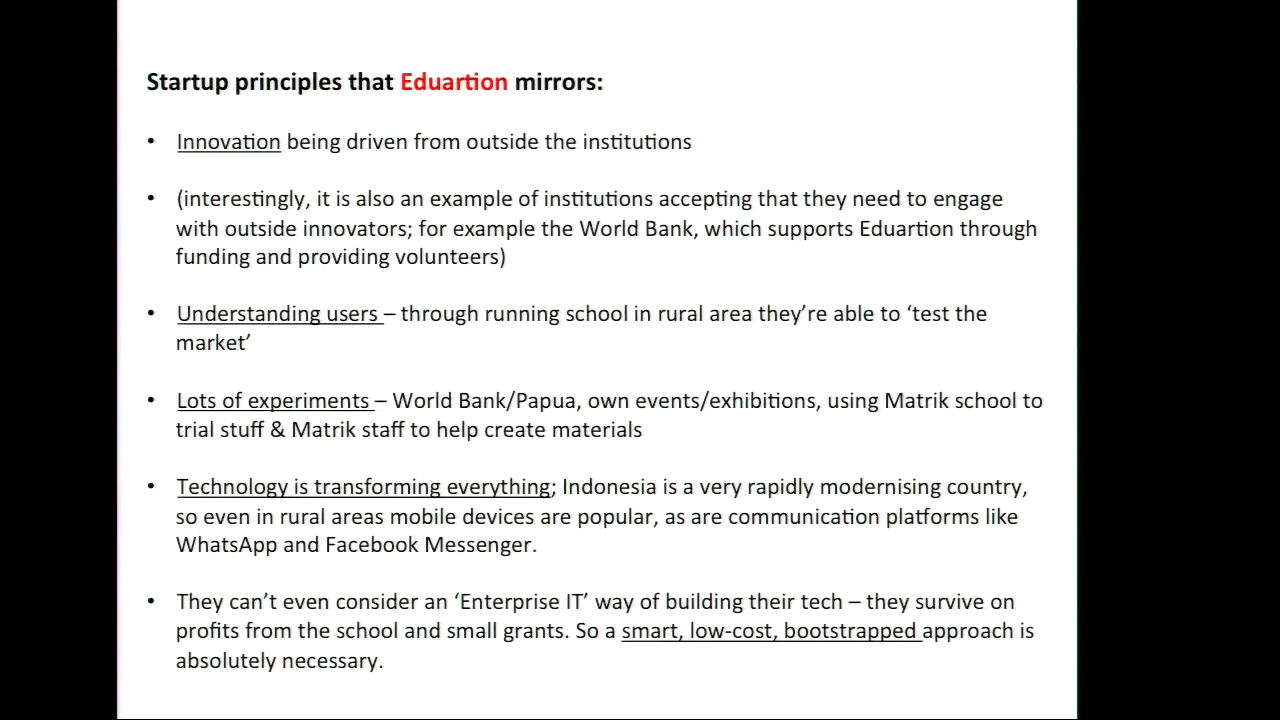 Startup principles that Eduartion mirrors:
• Innovation being driven from outside the institutions
• (interestingly, it is also an example of institutions accepting that they need to engage
with outside innovators; for example the World Bank, which supports Eduartion through
funding and providing volunteers)
• Understanding users – through running school in rural area they’re able to ‘test the
market’
• Lots of experiments – World Bank/Papua, own events/exhibitions, using Matrik school to
trial stuff & Matrik staff to help create materials
• Technology is transforming everything; Indonesia is a very rapidly modernising country,
so even in rural areas mobile devices are popular, as are communication platforms like
WhatsApp and Facebook Messenger.
• They can’t even consider an ‘Enterprise IT’ way of building their tech – they survive on
profits from the school and small grants. So a smart, low-cost, bootstrapped approach is
absolutely necessary.